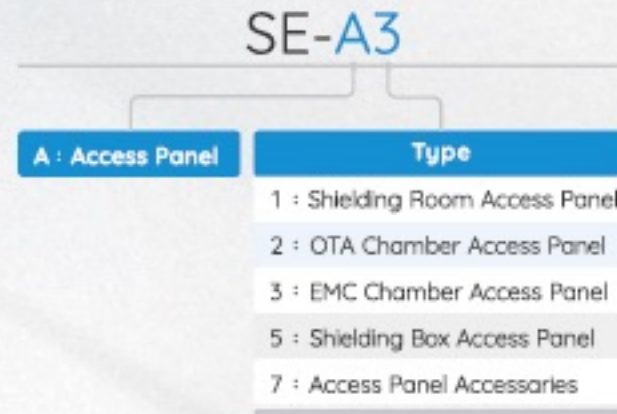 SE-A3
A : Access Panel
Type
1 : Shielding Room Access Panel
2 : OTA Chamber Access Panel
3 : EMC Chamber Access Panel
5 : Shielding Box Access Panel
7 : Access Panel Accessaries